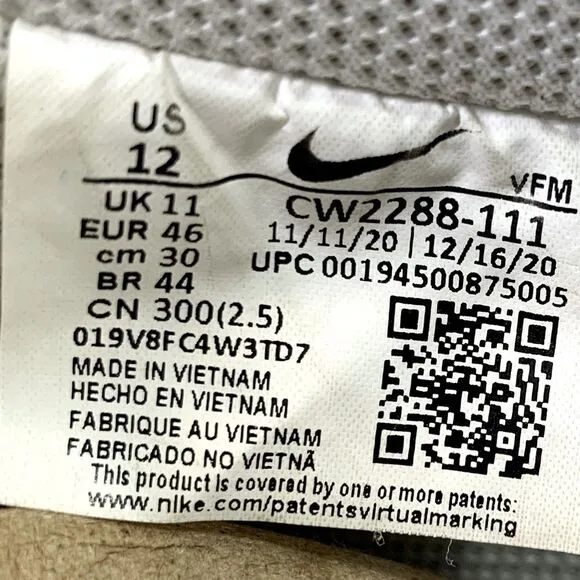 US
12
UK 11
EUR 46
cm 30
BR 44
CN 300(2.5)
VFM
CW2288-111
11/11/20 | 12/16/20
UPC 00194500875005
019V8FC4W3TD7
MADE IN VIETNAM
HECHO EN VIETNAM
FABRIQUE AU VIETNAM
FABRICADO NO VIETNÃ
This product is covered by one or more patents:
www.nike.com/patentsvirtualmarking